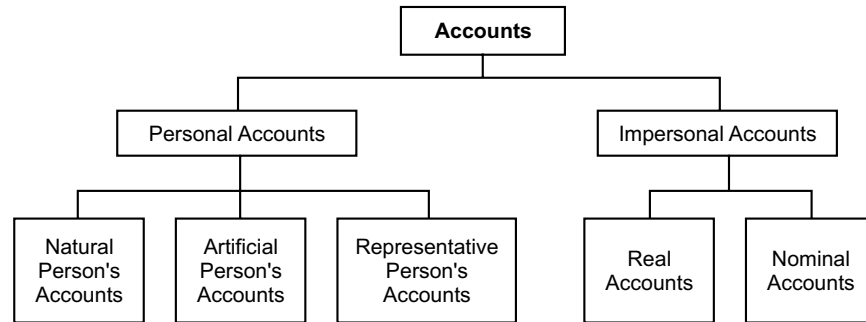 Accounts
Personal Accounts
Impersonal Accounts
Natural
Person's
Accounts
Artificial
Person's
Accounts
Representative
Person's
Accounts
Real
Accounts
Nominal
Accounts